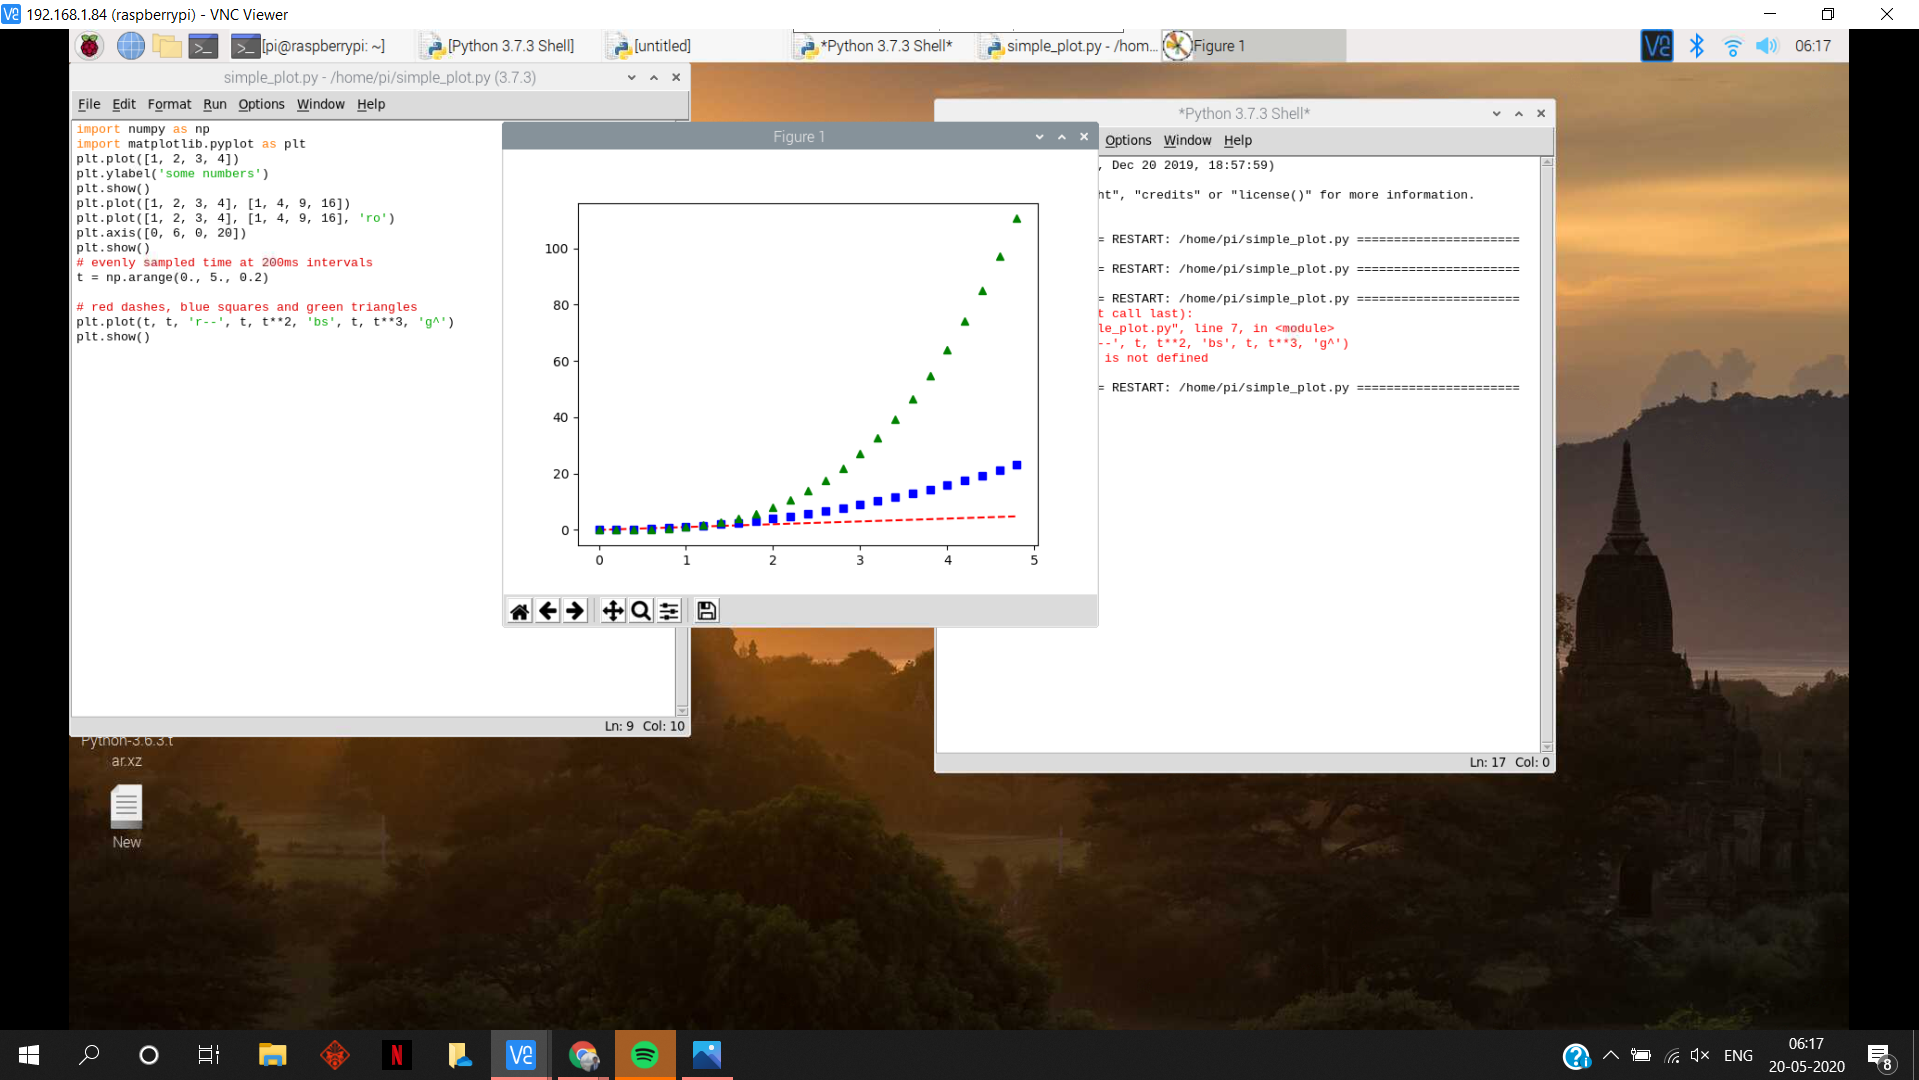 192.168.1.84 (raspberrypi) - VNC Viewer
[pi@raspberrypi: ~]
[Python 3.7.3 Shell]
[untitled]
*Python 3.7.3 Shell*
simple_plot.py - /hom...
Figure 1
06:17
simple_plot.py - /home/pi/simple_plot.py (3.7.3)
File Edit Format Run Options Window Help
import numpy as np
import matplotlib.pyplot as plt
plt.plot([1, 2, 3, 4])
plt.ylabel('some numbers')
plt.show()
plt.plot([1, 2, 3, 4], [1, 4, 9, 16])
plt.plot([1, 2, 3, 4], [1, 4, 9, 16], 'ro')
plt.axis([0, 6, 0, 20])
plt.show()
# evenly sampled time at 200ms intervals
t = np.arange(0., 5., 0.2)
# red dashes, blue squares and green triangles
plt.plot(t, t, 'r--', t, t**2, 'bs', t, t**3, 'g^')
plt.show()
Ln: 9 Col: 10
Figure 1
100
80
60
40
20
0
0 1 2 3 4 5
*Python 3.7.3 Shell*
Options Window Help
, Dec 20 2019, 18:57:59)
ht", "credits" or "license()" for more information.
= RESTART: /home/pi/simple_plot.py ======================
= RESTART: /home/pi/simple_plot.py ======================
= RESTART: /home/pi/simple_plot.py ======================
t call last):
le_plot.py", line 7, in <module>
--', t, t**2, 'bs', t, t**3, 'g^')
is not defined
= RESTART: /home/pi/simple_plot.py ======================
Ln: 17 Col: 0
Python-3.6.3.t
ar.xz
New
ENG
06:17
20-05-2020
8